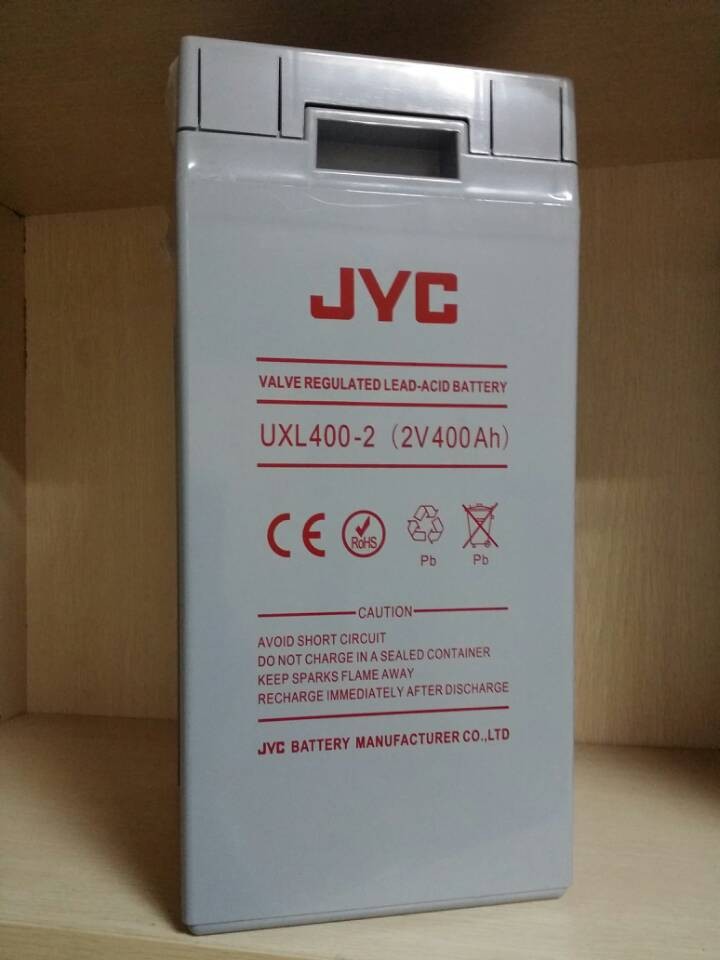 JYC
VALVE REGULATED LEAD-ACID BATTERY
UXL400-2 (2V400Ah)
CE RoHS
Pb Pb
CAUTION
AVOID SHORT CIRCUIT
DO NOT CHARGE IN A SEALED CONTAINER
KEEP SPARKS FLAME AWAY
RECHARGE IMMEDIATELY AFTER DISCHARGE
JYC BATTERY MANUFACTURER CO.,LTD